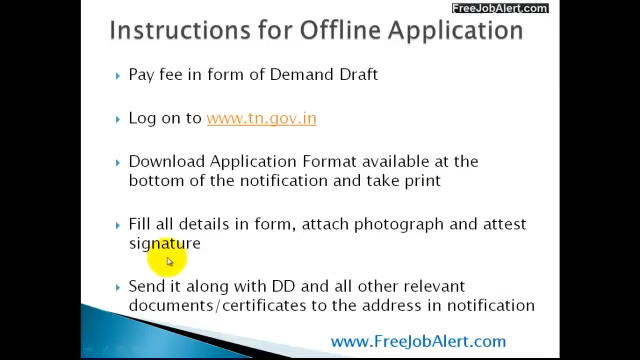 FreeJobAlert.com
Instructions for Offline Application
Pay fee in form of Demand Draft
Log on to www.tn.gov.in
Download Application Format available at the
bottom of the notification and take print
Fill all details in form, attach photograph and attest
signature
Send it along with DD and all other relevant
documents/certificates to the address in notification
www.FreeJobAlert.com